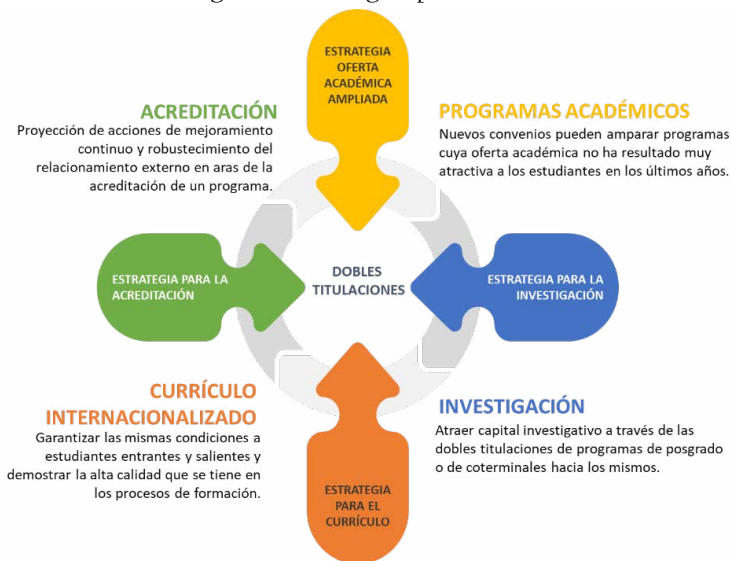 ESTRATEGIA
OFERTA
ACADÉMICA
AMPLIADA
ACREDITACIÓN
Proyección de acciones de mejoramiento
continuo y robustecimiento del
relacionamiento externo en aras de la
acreditación de un programa.
PROGRAMAS ACADÉMICOS
Nuevos convenios pueden amparar programas
cuya oferta académica no ha resultado muy
atractiva a los estudiantes en los últimos años.
ESTRATEGIA PARA LA
ACREDITACIÓN
DOBLES
TITULACIONES
ESTRATEGIA PARA LA
INVESTIGACIÓN
CURRÍCULO
INTERNACIONALIZADO
Garantizar las mismas condiciones a
estudiantes entrantes y salientes y
demostrar la alta calidad que se tiene en
los procesos de formación.
INVESTIGACIÓN
Atraer capital investigativo a través de las
dobles titulaciones de programas de posgrado
o de coterminales hacia los mismos.
ESTRATEGIA
PARA EL
CURRÍCULO